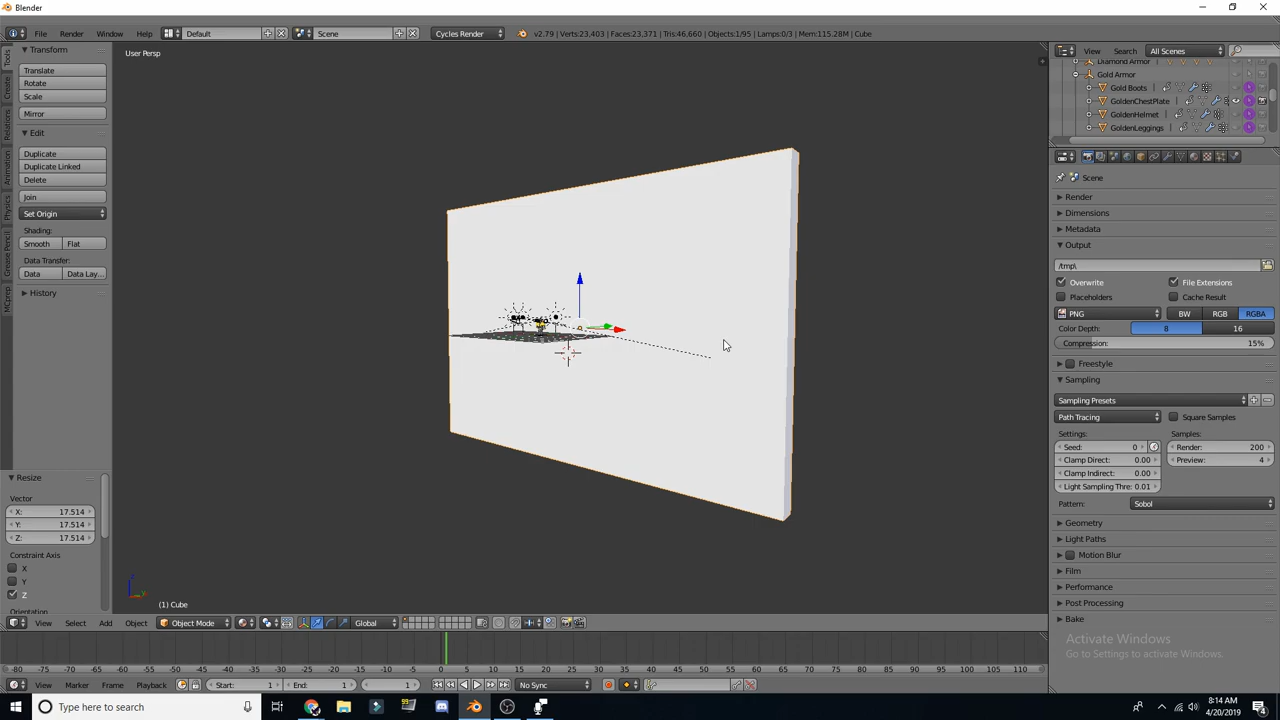 Blender
File Render Window Help Default Scene Cycles Render v2.79 | Verts:23,403 | Faces:23,371 | Tris:46,660 | Objects:1/95 | Lamps:0/3 | Mem:115.28M | Cube
Transform
Translate
Rotate
Scale
Mirror
Edit
Duplicate
Duplicate Linked
Delete
Join
Set Origin
Shading:
Smooth Flat
Data Transfer:
Data Data Lay...
History
Tools
Create
Relations
Animation
Physics
Grease Pencil
MCprep
Resize
Vector
X: 17.514
Y: 17.514
Z: 17.514
Constraint Axis
X
Y
Z
Orientation
User Persp
(1) Cube
View Select Add Object Object Mode Global
View Search All Scenes
Diamond Armor
Gold Armor
Gold Boots
GoldenChestPlate
GoldenHelmet
GoldenLeggings
Scene
Render
Dimensions
Metadata
Output
/tmp\
Overwrite File Extensions
Placeholders Cache Result
PNG BW RGB RGBA
Color Depth: 8 16
Compression: 15%
Freestyle
Sampling
Sampling Presets
Path Tracing Square Samples
Settings: Samples:
Seed: 0 Render: 200
Clamp Direct: 0.00 Preview: 4
Clamp Indirect: 0.00
Light Sampling Thre: 0.01
Pattern: Sobol
Geometry
Light Paths
Motion Blur
Film
Performance
Post Processing
Bake
Activate Windows
Go to Settings to activate Windows.
-80 -75 -70 -65 -60 -55 -50 -45 -40 -35 -30 -25 -20 -15 -10 -5 0 5 10 15 20 25 30 35 40 45 50 55 60 65 70 75 80 85 90 95 100 105 110
View Marker Frame Playback Start: 1 End: 1 1 No Sync
Type here to search
8:14 AM
4/20/2019